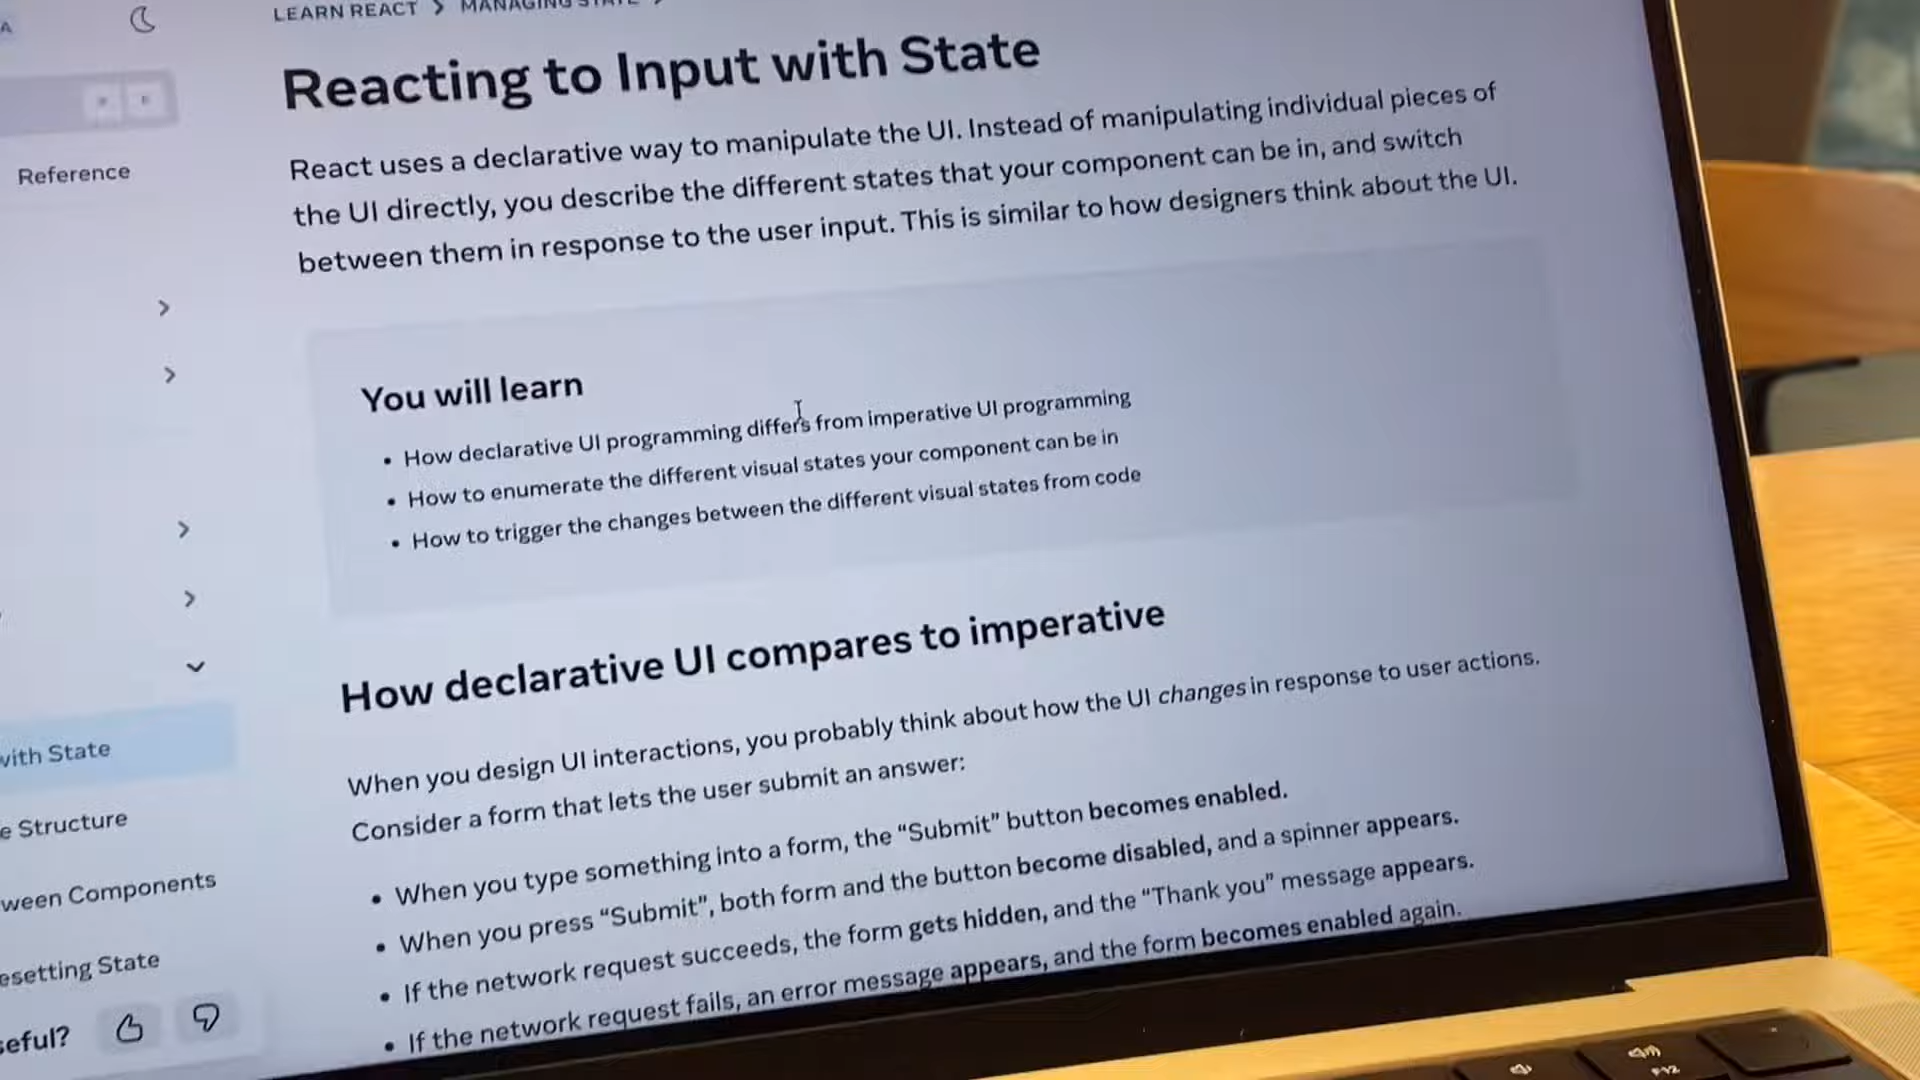 LEARN REACT > MANAGING STATE >
Reacting to Input with State
React uses a declarative way to manipulate the UI. Instead of manipulating individual pieces of
the UI directly, you describe the different states that your component can be in, and switch
between them in response to the user input. This is similar to how designers think about the UI.
You will learn
• How declarative UI programming differs from imperative UI programming
• How to enumerate the different visual states your component can be in
• How to trigger the changes between the different visual states from code
How declarative UI compares to imperative
When you design UI interactions, you probably think about how the UI changes in response to user actions.
Consider a form that lets the user submit an answer:
• When you type something into a form, the “Submit” button becomes enabled.
• When you press “Submit”, both form and the button become disabled, and a spinner appears.
• If the network request succeeds, the form gets hidden, and the “Thank you” message appears.
• If the network request fails, an error message appears, and the form becomes enabled again.
Reference
with State
e Structure
ween Components
esetting State
seful?
F12